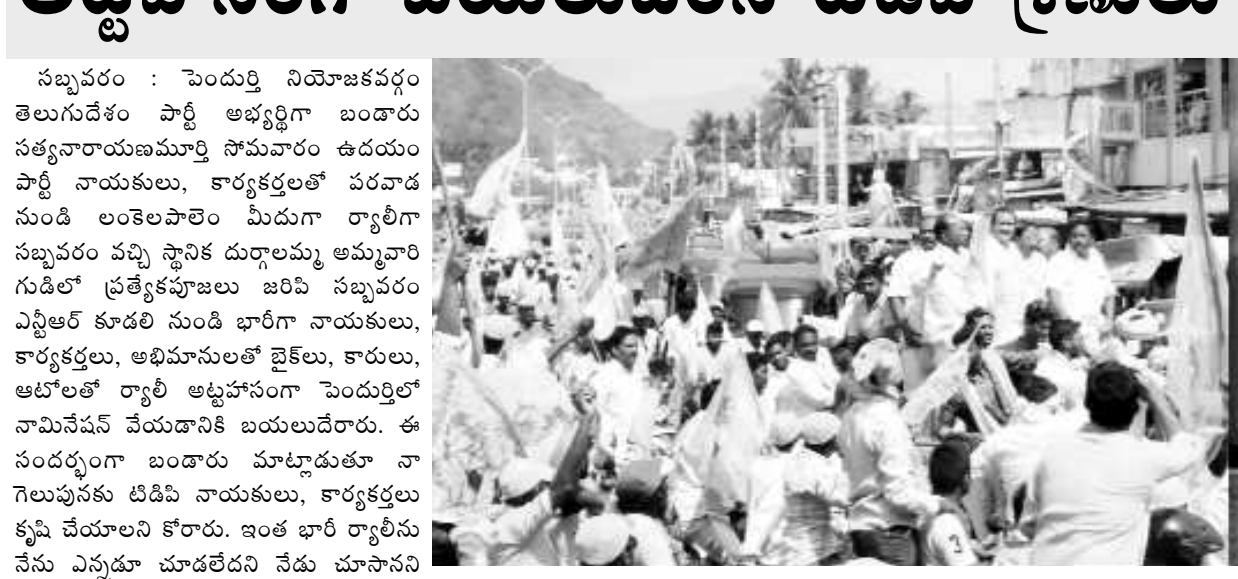 సబ్బవరం : పెందుర్తి నియోజకవర్గం
తెలుగుదేశం పార్టీ అభ్యర్థిగా బండారు
సత్యనారాయణమూర్తి సోమవారం ఉదయం
పార్టీ నాయకులు, కార్యకర్తలతో పరవాడ
నుండి లంకెలపాలెం మీదుగా ర్యాలీగా
సబ్బవరం వచ్చి స్థానిక దుర్గాలమ్మ అమ్మవారి
గుడిలో ప్రత్యేకపూజలు జరిపి సబ్బవరం
ఎన్టీఆర్ కూడలి నుండి భారీగా నాయకులు,
కార్యకర్తలు, అభిమానులతో బైక్‌లు, కారులు,
ఆటోలతో ర్యాలీ అట్టహాసంగా పెందుర్తిలో
నామినేషన్ వేయడానికి బయలుదేరారు. ఈ
సందర్భంగా బండారు మాట్లాడుతూ నా
గెలుపునకు టిడిపి నాయకులు, కార్యకర్తలు
కృషి చేయాలని కోరారు. ఇంత భారీ ర్యాలీను
నేను ఎన్నడూ చూడలేదని నేడు చూసానని
3